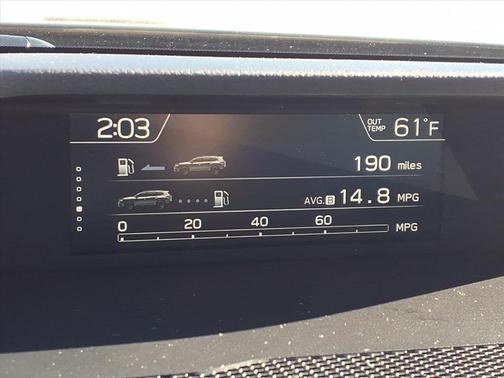 2:03 OUT TEMP 61°F
190 miles
AVG. B 14.8 MPG
0 20 40 60 MPG